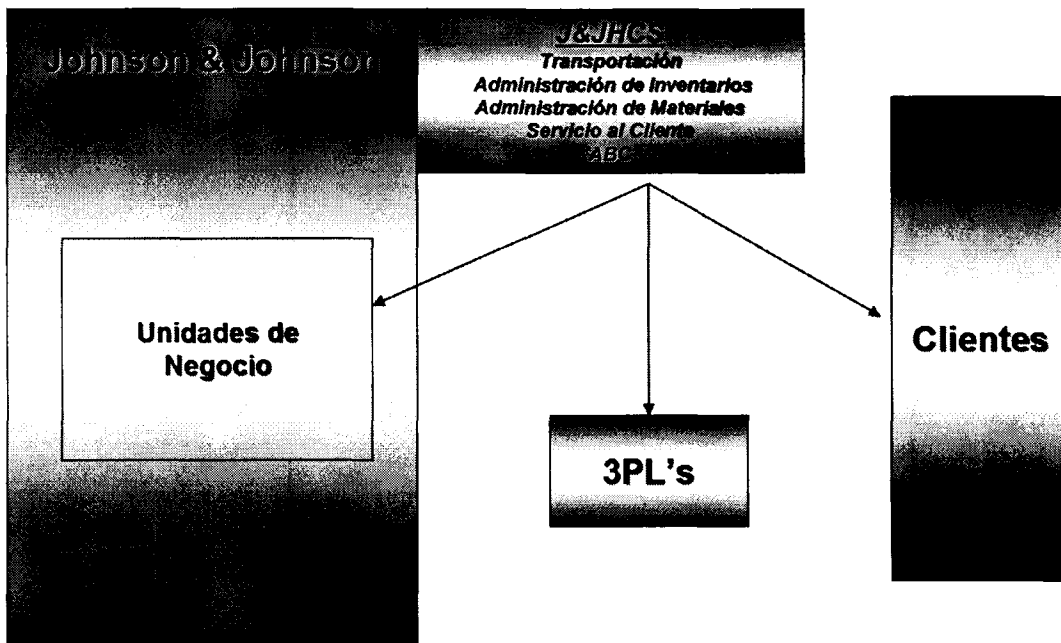 Johnson & Johnson
J&JHCS
Transportación
Administración de Inventarios
Administración de Materiales
Servicio al Cliente
ABC
Unidades de
Negocio
Clientes
3PL's